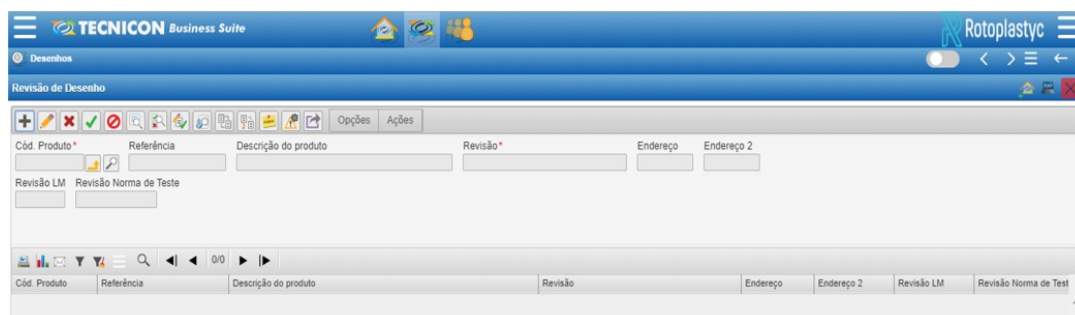 TECNICON Business Suite
Rotoplastyc
Desenhos
Revisão de Desenho
Opções Ações
Cód. Produto * Referência Descrição do produto Revisão * Endereço Endereço 2
Revisão LM Revisão Norma de Teste
0/0
Cód. Produto Referência Descrição do produto Revisão Endereço Endereço 2 Revisão LM Revisão Norma de Test